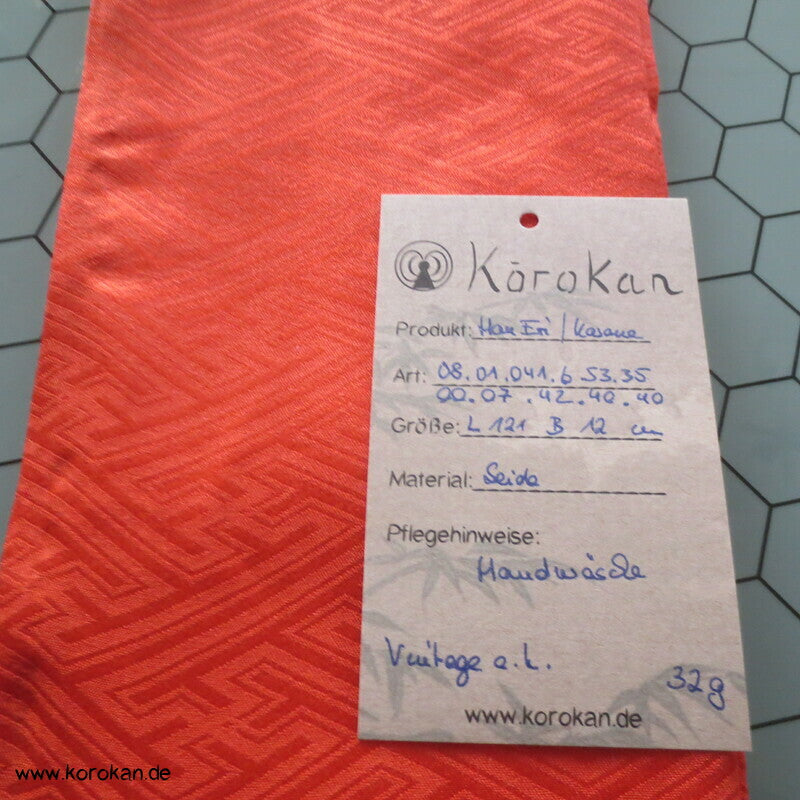 Kōrokan
Produkt: Han Eri / Kasane
Art: 08.01.041.6 53.35
00.07.42.40.40
Größe: L 121 B 12 cm
Material: Seide
Pflegehinweise:
Handwäsche
Vintage a.L.
32g
www.korokan.de
www.korokan.de